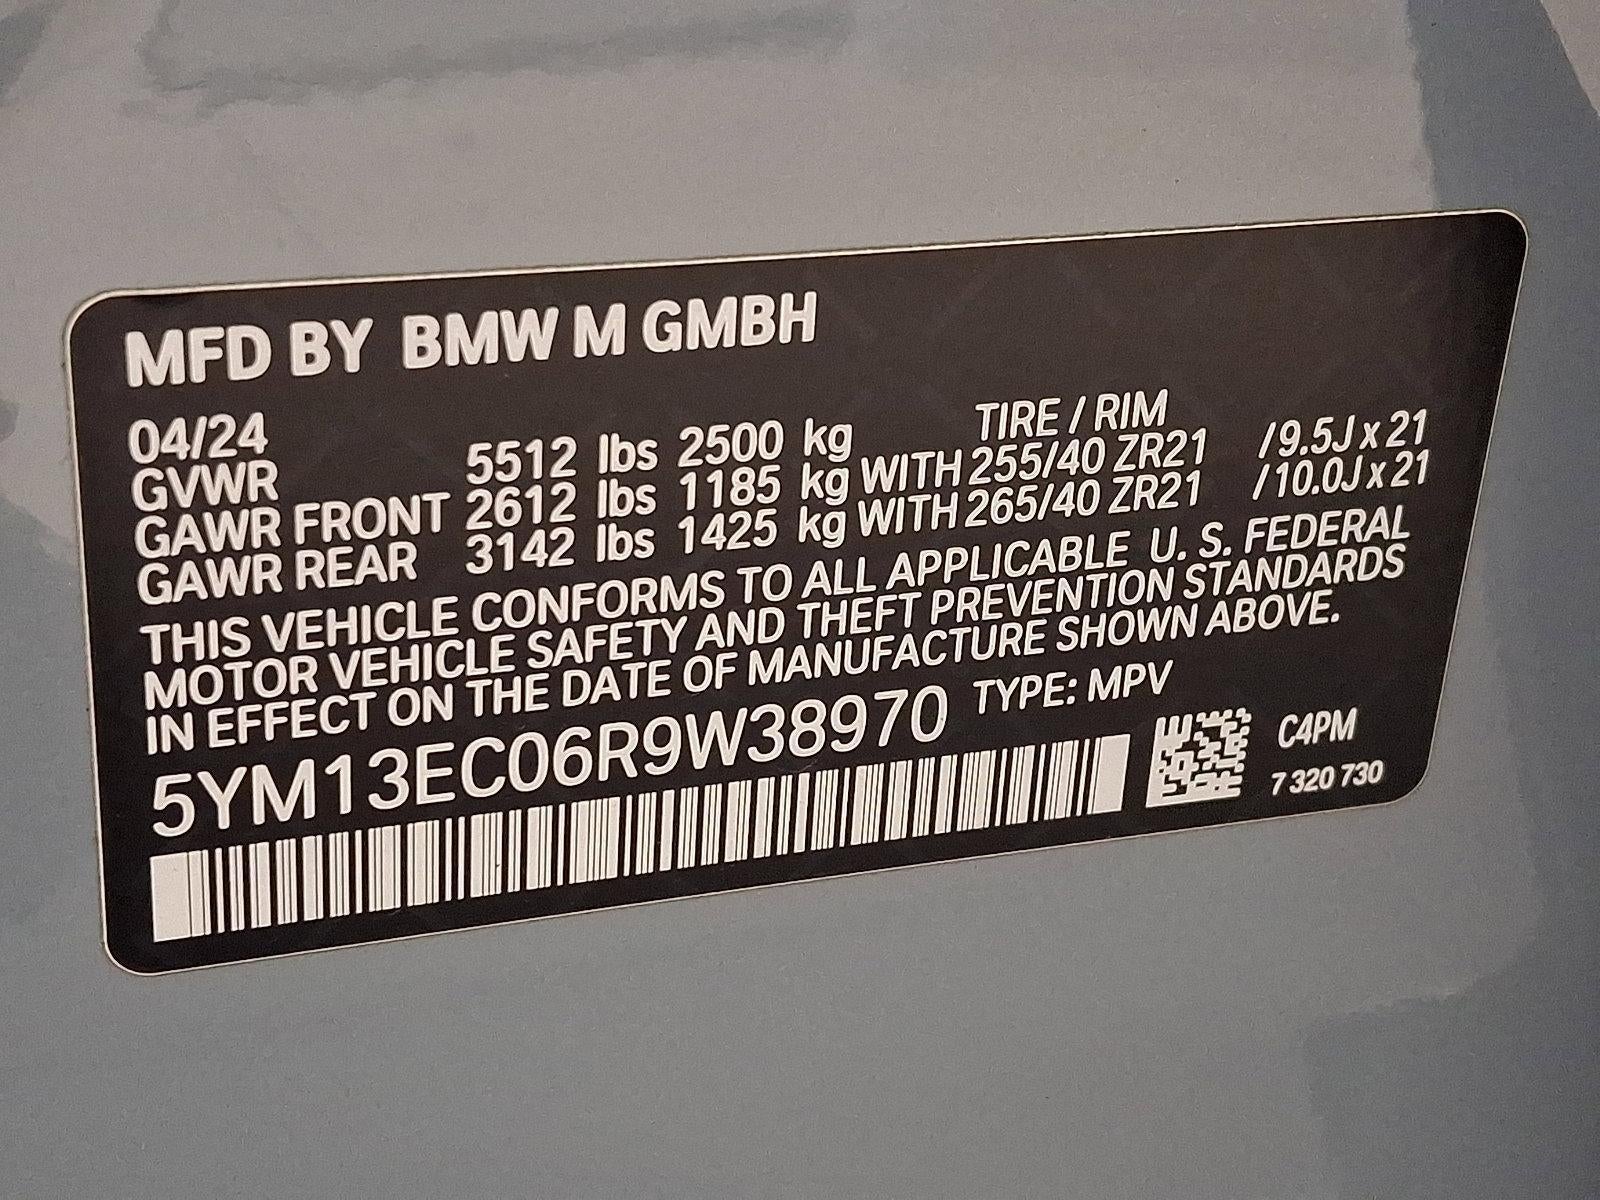 MFD BY BMW M GMBH
04/24 TIRE / RIM
GVWR 5512 lbs 2500 kg
GAWR FRONT 2612 lbs 1185 kg WITH 255/40 ZR21 /9.5J x 21
GAWR REAR 3142 lbs 1425 kg WITH 265/40 ZR21 /10.0J x 21
THIS VEHICLE CONFORMS TO ALL APPLICABLE U. S. FEDERAL
MOTOR VEHICLE SAFETY AND THEFT PREVENTION STANDARDS
IN EFFECT ON THE DATE OF MANUFACTURE SHOWN ABOVE.
5YM13EC06R9W38970 TYPE: MPV
C4PM
7 320 730